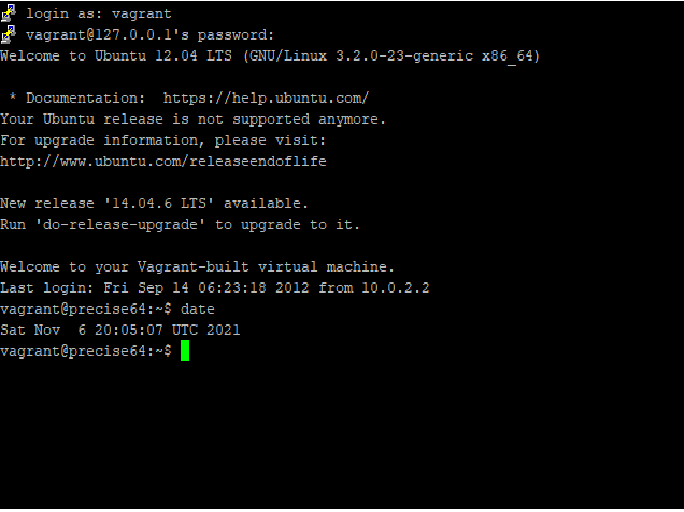 login as: vagrant
vagrant@127.0.0.1's password:
Welcome to Ubuntu 12.04 LTS (GNU/Linux 3.2.0-23-generic x86_64)
* Documentation:  https://help.ubuntu.com/
Your Ubuntu release is not supported anymore.
For upgrade information, please visit:
http://www.ubuntu.com/releaseendoflife
New release '14.04.6 LTS' available.
Run 'do-release-upgrade' to upgrade to it.
Welcome to your Vagrant-built virtual machine.
Last login: Fri Sep 14 06:23:18 2012 from 10.0.2.2
vagrant@precise64:~$ date
Sat Nov  6 20:05:07 UTC 2021
vagrant@precise64:~$